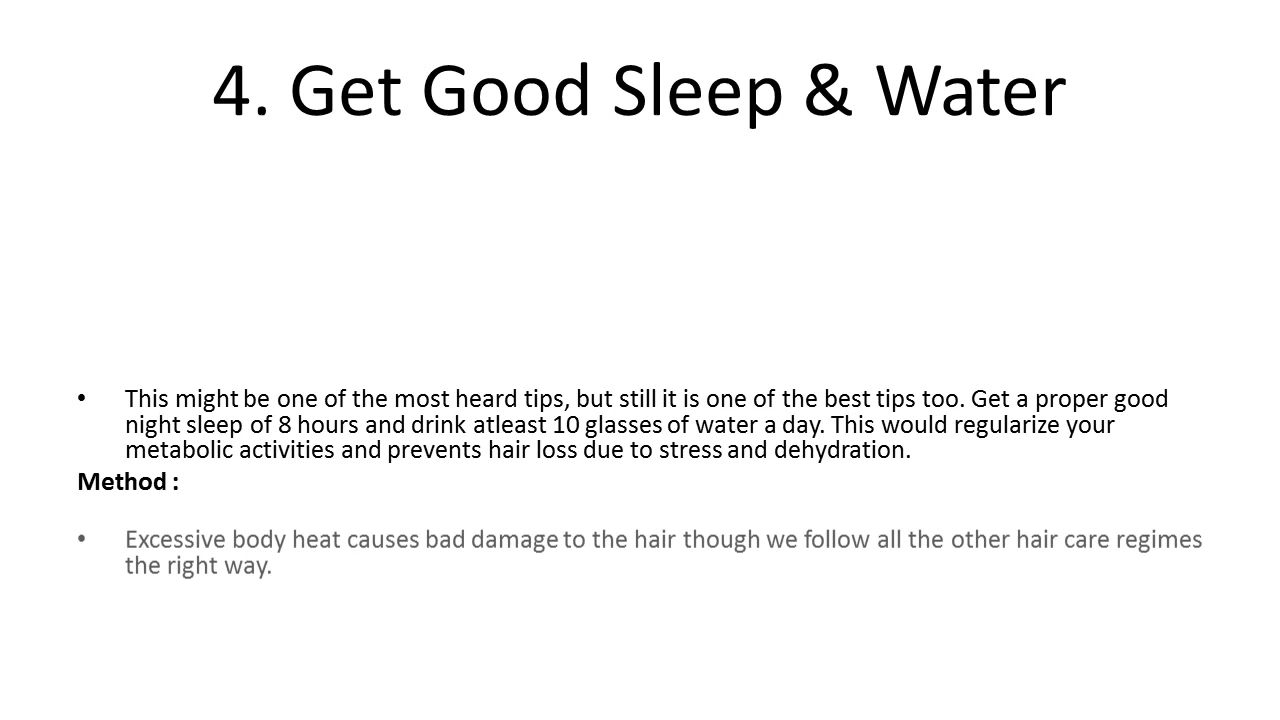 4. Get Good Sleep & Water
• This might be one of the most heard tips, but still it is one of the best tips too. Get a proper good
night sleep of 8 hours and drink atleast 10 glasses of water a day. This would regularize your
metabolic activities and prevents hair loss due to stress and dehydration.
Method :
• Excessive body heat causes bad damage to the hair though we follow all the other hair care regimes
the right way.